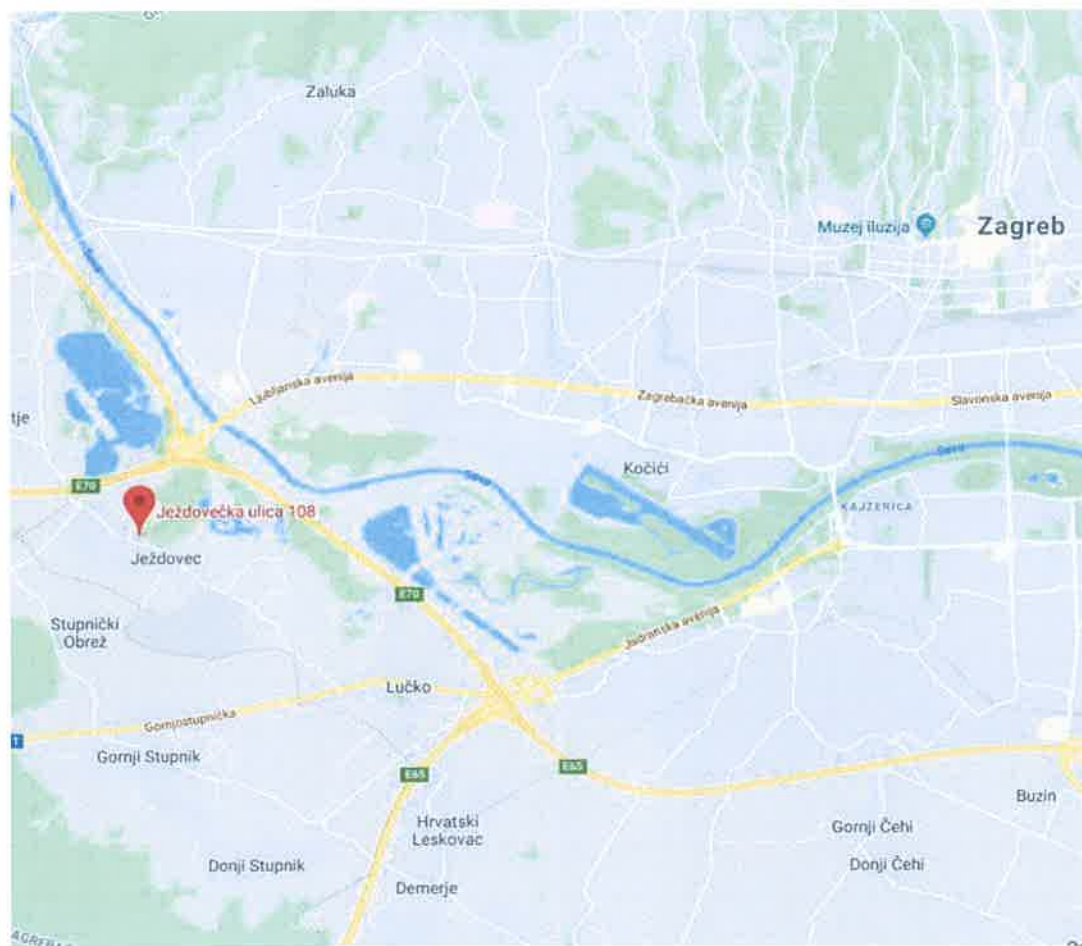 Zaluka
Muzej iluzija
Zagreb
Sava
Ljubljanska avenija
Zagrebačka avenija
Slavonska avenija
tje
E70
Ježdovečka ulica 108
Ježdovec
Kočići
Sava
Sava
KAJZERICA
E70
Stupnički
Obrež
Jadranska avenija
Lučko
Gornjostupnička
1
Gornji Stupnik
E65
E65
Hrvatski
Leskovac
Buzin
Gornji Čehi
Donji Stupnik
Donji Čehi
Demerje